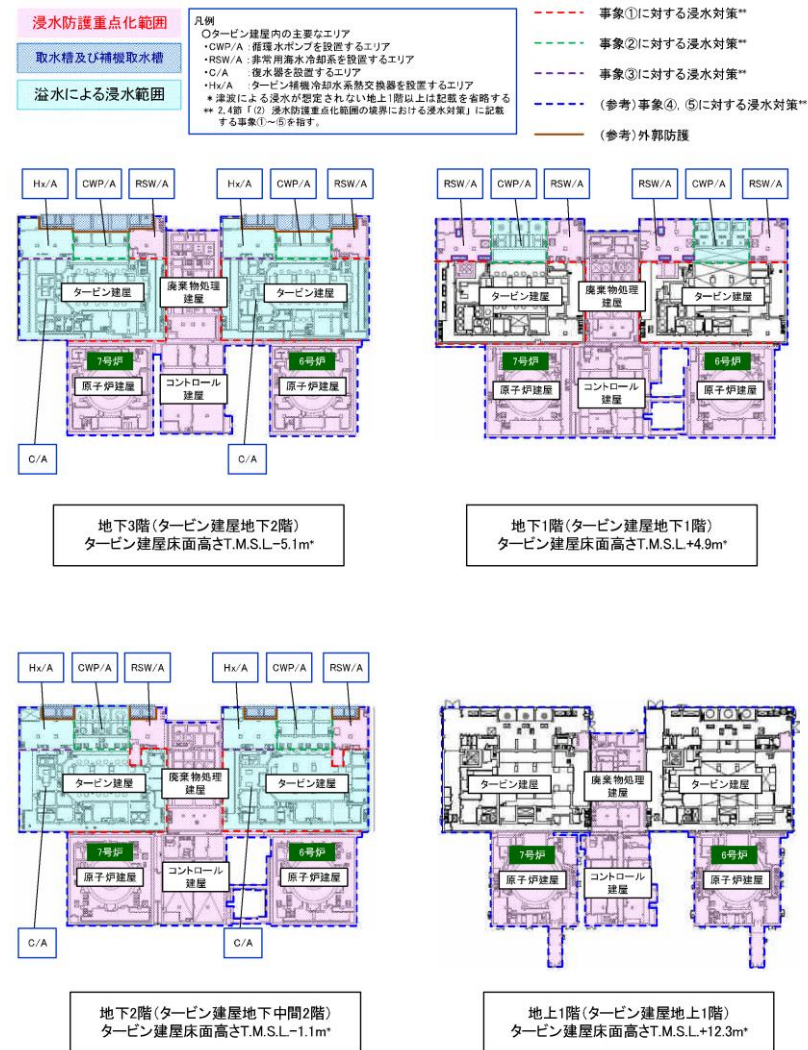 浸水防護重点化範囲
取水槽及び補機取水槽
溢水による浸水範囲
凡例
○タービン建屋内の主要なエリア
・CWP/A：循環水ポンプを設置するエリア
・RSW/A：非常用海水冷却系を設置するエリア
・C/A：復水器を設置するエリア
・Hx/A：タービン補機冷却水系熱交換器を設置するエリア
＊津波による浸水が想定されない地上1階以上は記載を省略する
** 2.4節「(2) 浸水防護重点化範囲の境界における浸水対策」に記載
する事象①～⑤を指す。
事象①に対する浸水対策**
事象②に対する浸水対策**
事象③に対する浸水対策**
(参考)事象④，⑤に対する浸水対策**
(参考)外郭防護
Hx/A
CWP/A
RSW/A
Hx/A
CWP/A
RSW/A
タービン建屋
廃棄物処理
建屋
タービン建屋
7号炉
原子炉建屋
コントロール
建屋
6号炉
原子炉建屋
C/A
C/A
地下3階(タービン建屋地下2階)
タービン建屋床面高さT.M.S.L.-5.1m*
RSW/A
CWP/A
RSW/A
RSW/A
CWP/A
RSW/A
タービン建屋
廃棄物処理
建屋
タービン建屋
7号炉
原子炉建屋
コントロール
建屋
6号炉
原子炉建屋
地下1階(タービン建屋地下1階)
タービン建屋床面高さT.M.S.L.+4.9m*
Hx/A
CWP/A
RSW/A
Hx/A
CWP/A
RSW/A
タービン建屋
廃棄物処理
建屋
タービン建屋
7号炉
原子炉建屋
コントロール
建屋
6号炉
原子炉建屋
C/A
C/A
地下2階(タービン建屋地下中間2階)
タービン建屋床面高さT.M.S.L.-1.1m*
タービン建屋
廃棄物処理
建屋
タービン建屋
7号炉
原子炉建屋
コントロール
建屋
6号炉
原子炉建屋
地上1階(タービン建屋地上1階)
タービン建屋床面高さT.M.S.L.+12.3m*